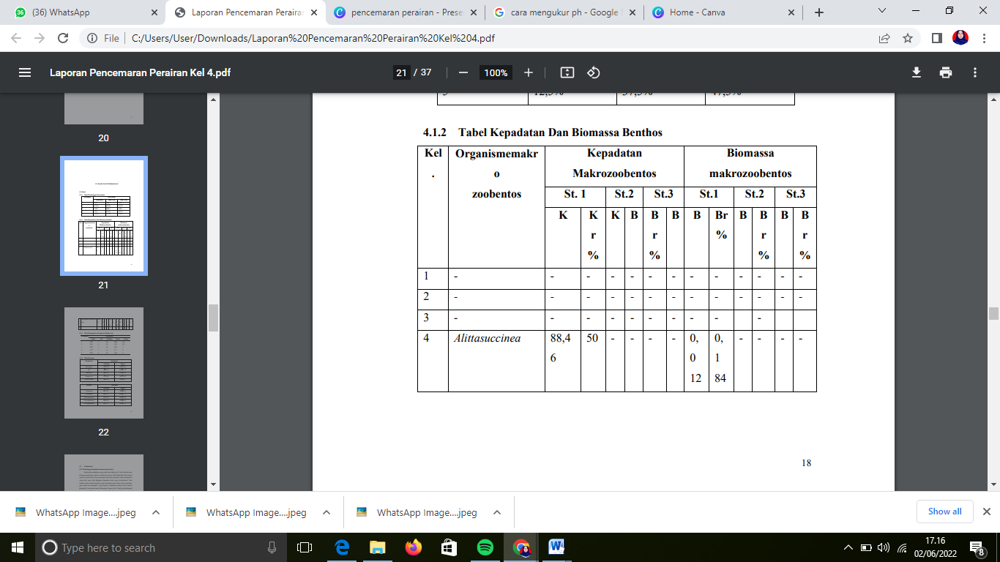 36 (36) WhatsApp
Laporan Pencemaran Perairan
pencemaran perairan - Prese
cara mengukur ph - Google S
Home - Canva
File C:/Users/User/Downloads/Laporan%20Pencemaran%20Perairan%20Kel%204.pdf
Laporan Pencemaran Perairan Kel 4.pdf
21 / 37
100%
20
21
22
12,5%
4.1.2 Tabel Kepadatan Dan Biomassa Benthos
Kel
.
Organismemakr
o
zoobentos
Kepadatan
Makrozoobentos
Biomassa
makrozoobentos
St. 1 St.2 St.3 St.1 St.2 St.3
K K K B B B B Br B B B B
r r % r r
% % % %
1 - - - - - - - - - - - - -
2 - - - - - - - - - - - - -
3 - - - - - - - - - -
4 Alittasuccinea 88,4 50 - - - - 0, 0, - - - -
6 0 1
12 84
18
WhatsApp Image....jpeg
WhatsApp Image....jpeg
WhatsApp Image....jpeg
Show all
Type here to search
17.16
02/06/2022
8